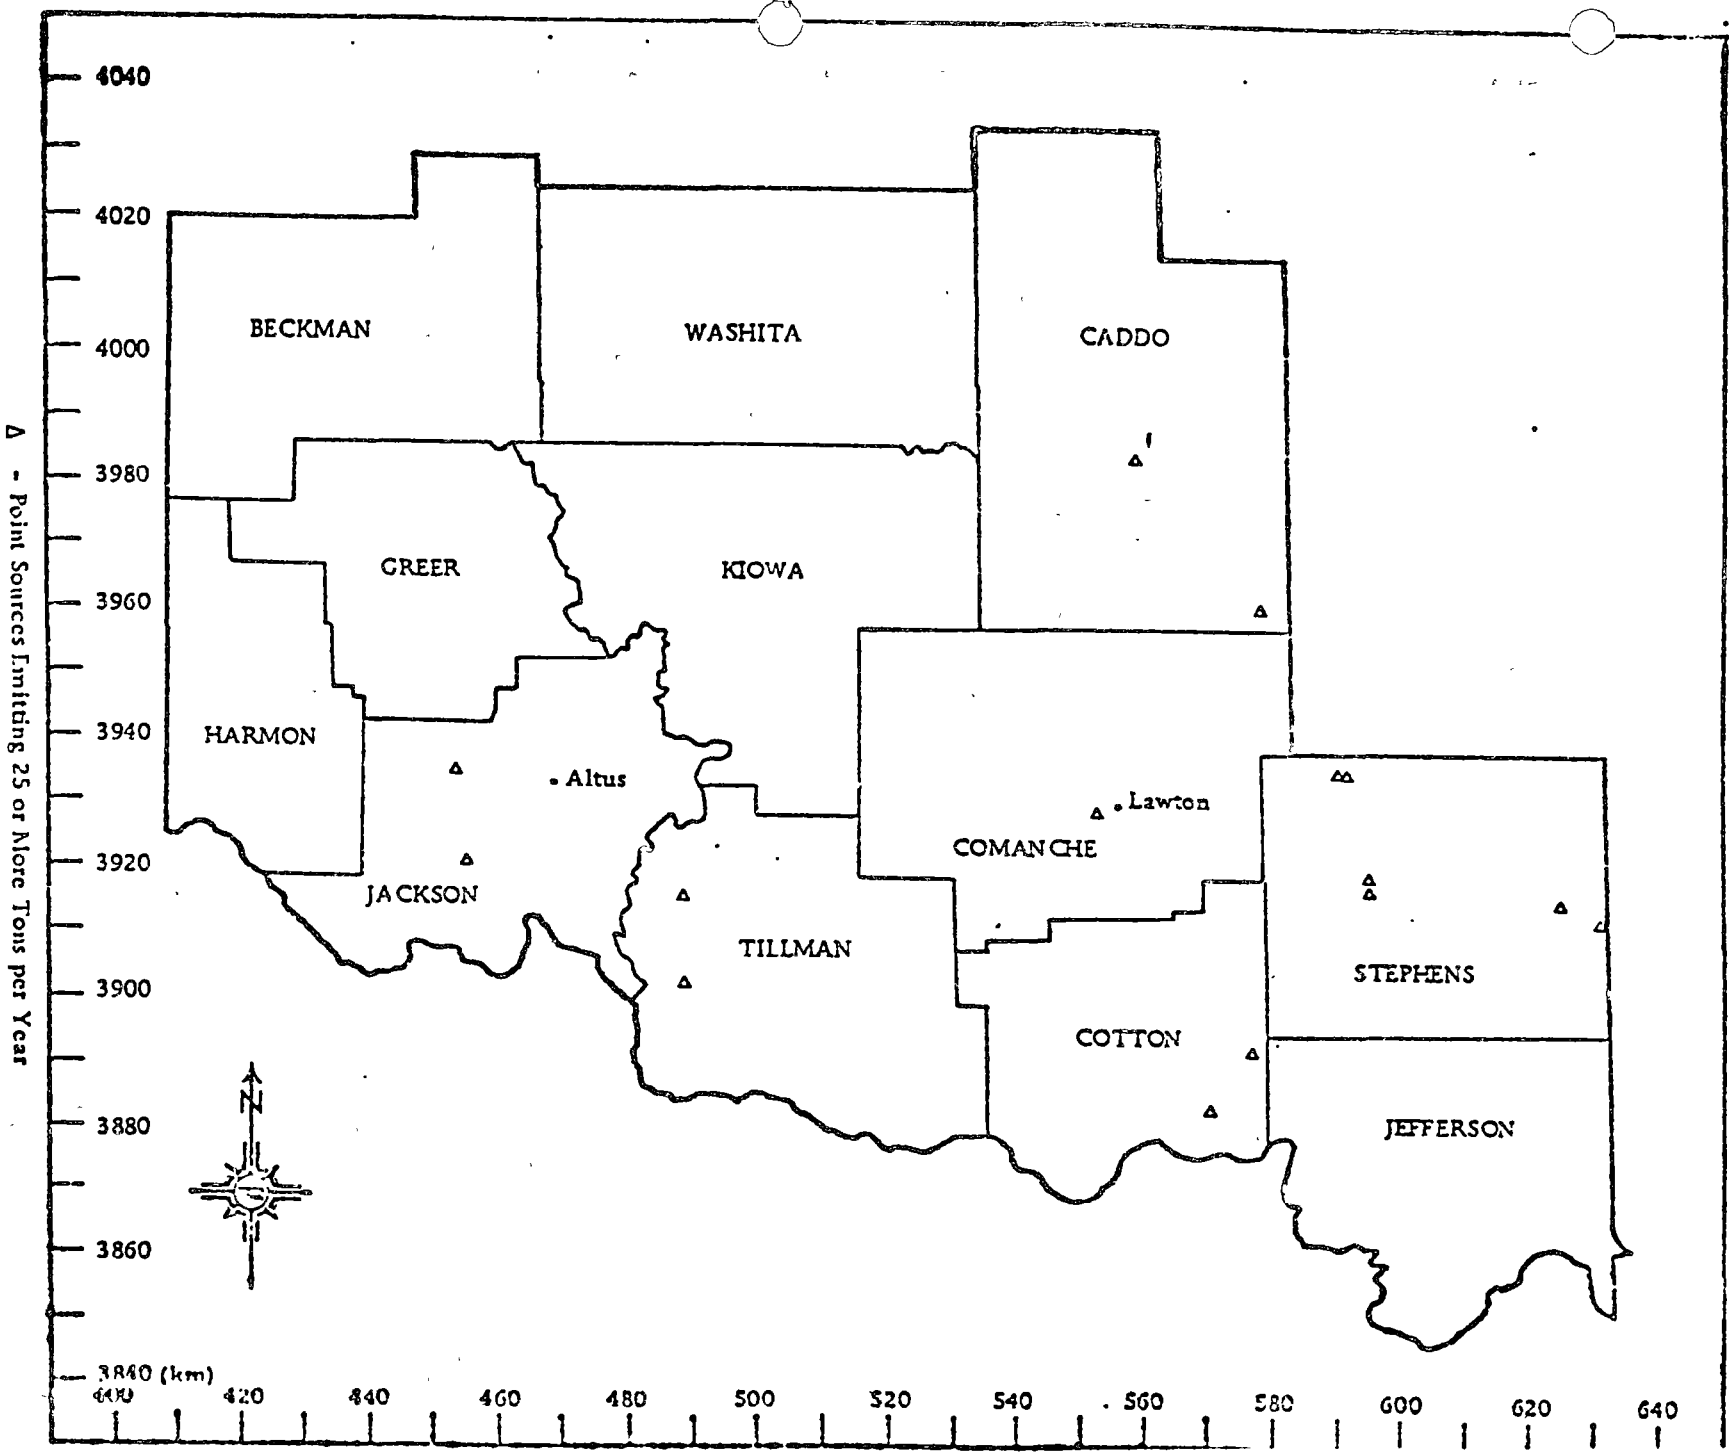 4040
4020
4000
3980
3960
3940
3920
3900
3880
3860
3840 (km)
400 420 440 460 480 500 520 540 560 580 600 620 640
BECKMAN
WASHITA
CADDO
GREER
KIOWA
HARMON
Altus
Lawton
COMANCHE
JACKSON
TILLMAN
STEPHENS
COTTON
JEFFERSON
N
Δ - Point Sources Emitting 25 or More Tons per Year